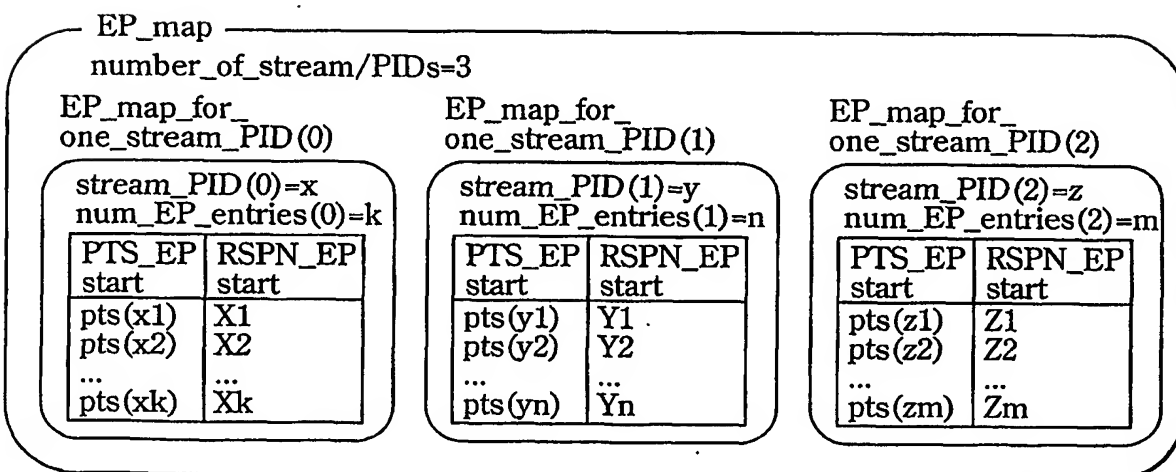 EP_map
number_of_stream/PIDs=3
EP_map_for_
one_stream_PID(0)
stream_PID(0)=x
num_EP_entries(0)=k
PTS_EP RSPN_EP
start start
pts(x1) X1
pts(x2) X2
... ...
pts(xk) Xk
EP_map_for_
one_stream_PID(1)
stream_PID(1)=y
num_EP_entries(1)=n
PTS_EP RSPN_EP
start start
pts(y1) Y1
pts(y2) Y2
... ...
pts(yn) Yn
EP_map_for_
one_stream_PID(2)
stream_PID(2)=z
num_EP_entries(2)=m
PTS_EP RSPN_EP
start start
pts(z1) Z1
pts(z2) Z2
... ...
pts(zm) Zm